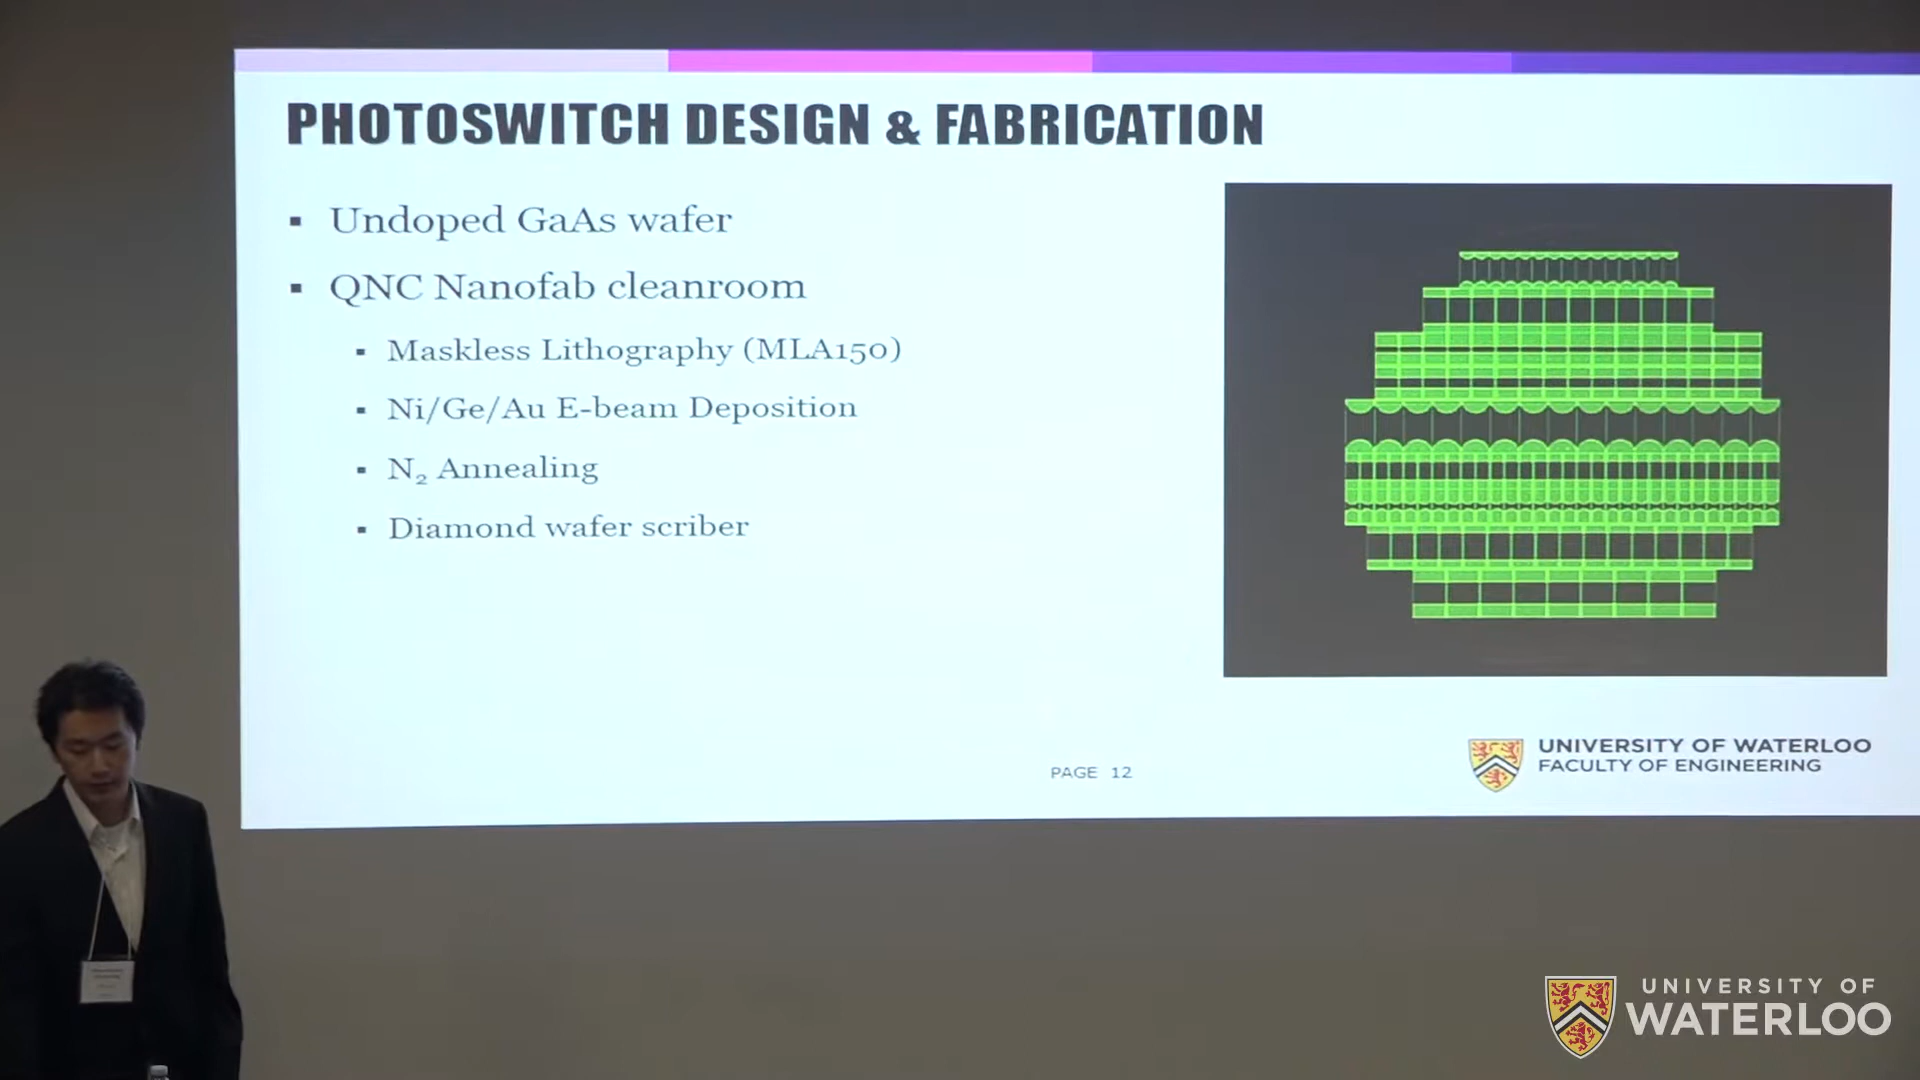 PHOTOSWITCH DESIGN & FABRICATION
▪ Undoped GaAs wafer
▪ QNC Nanofab cleanroom
▪ Maskless Lithography (MLA150)
▪ Ni/Ge/Au E-beam Deposition
▪ N₂ Annealing
▪ Diamond wafer scriber
PAGE 12
UNIVERSITY OF WATERLOO
FACULTY OF ENGINEERING
UNIVERSITY OF
WATERLOO